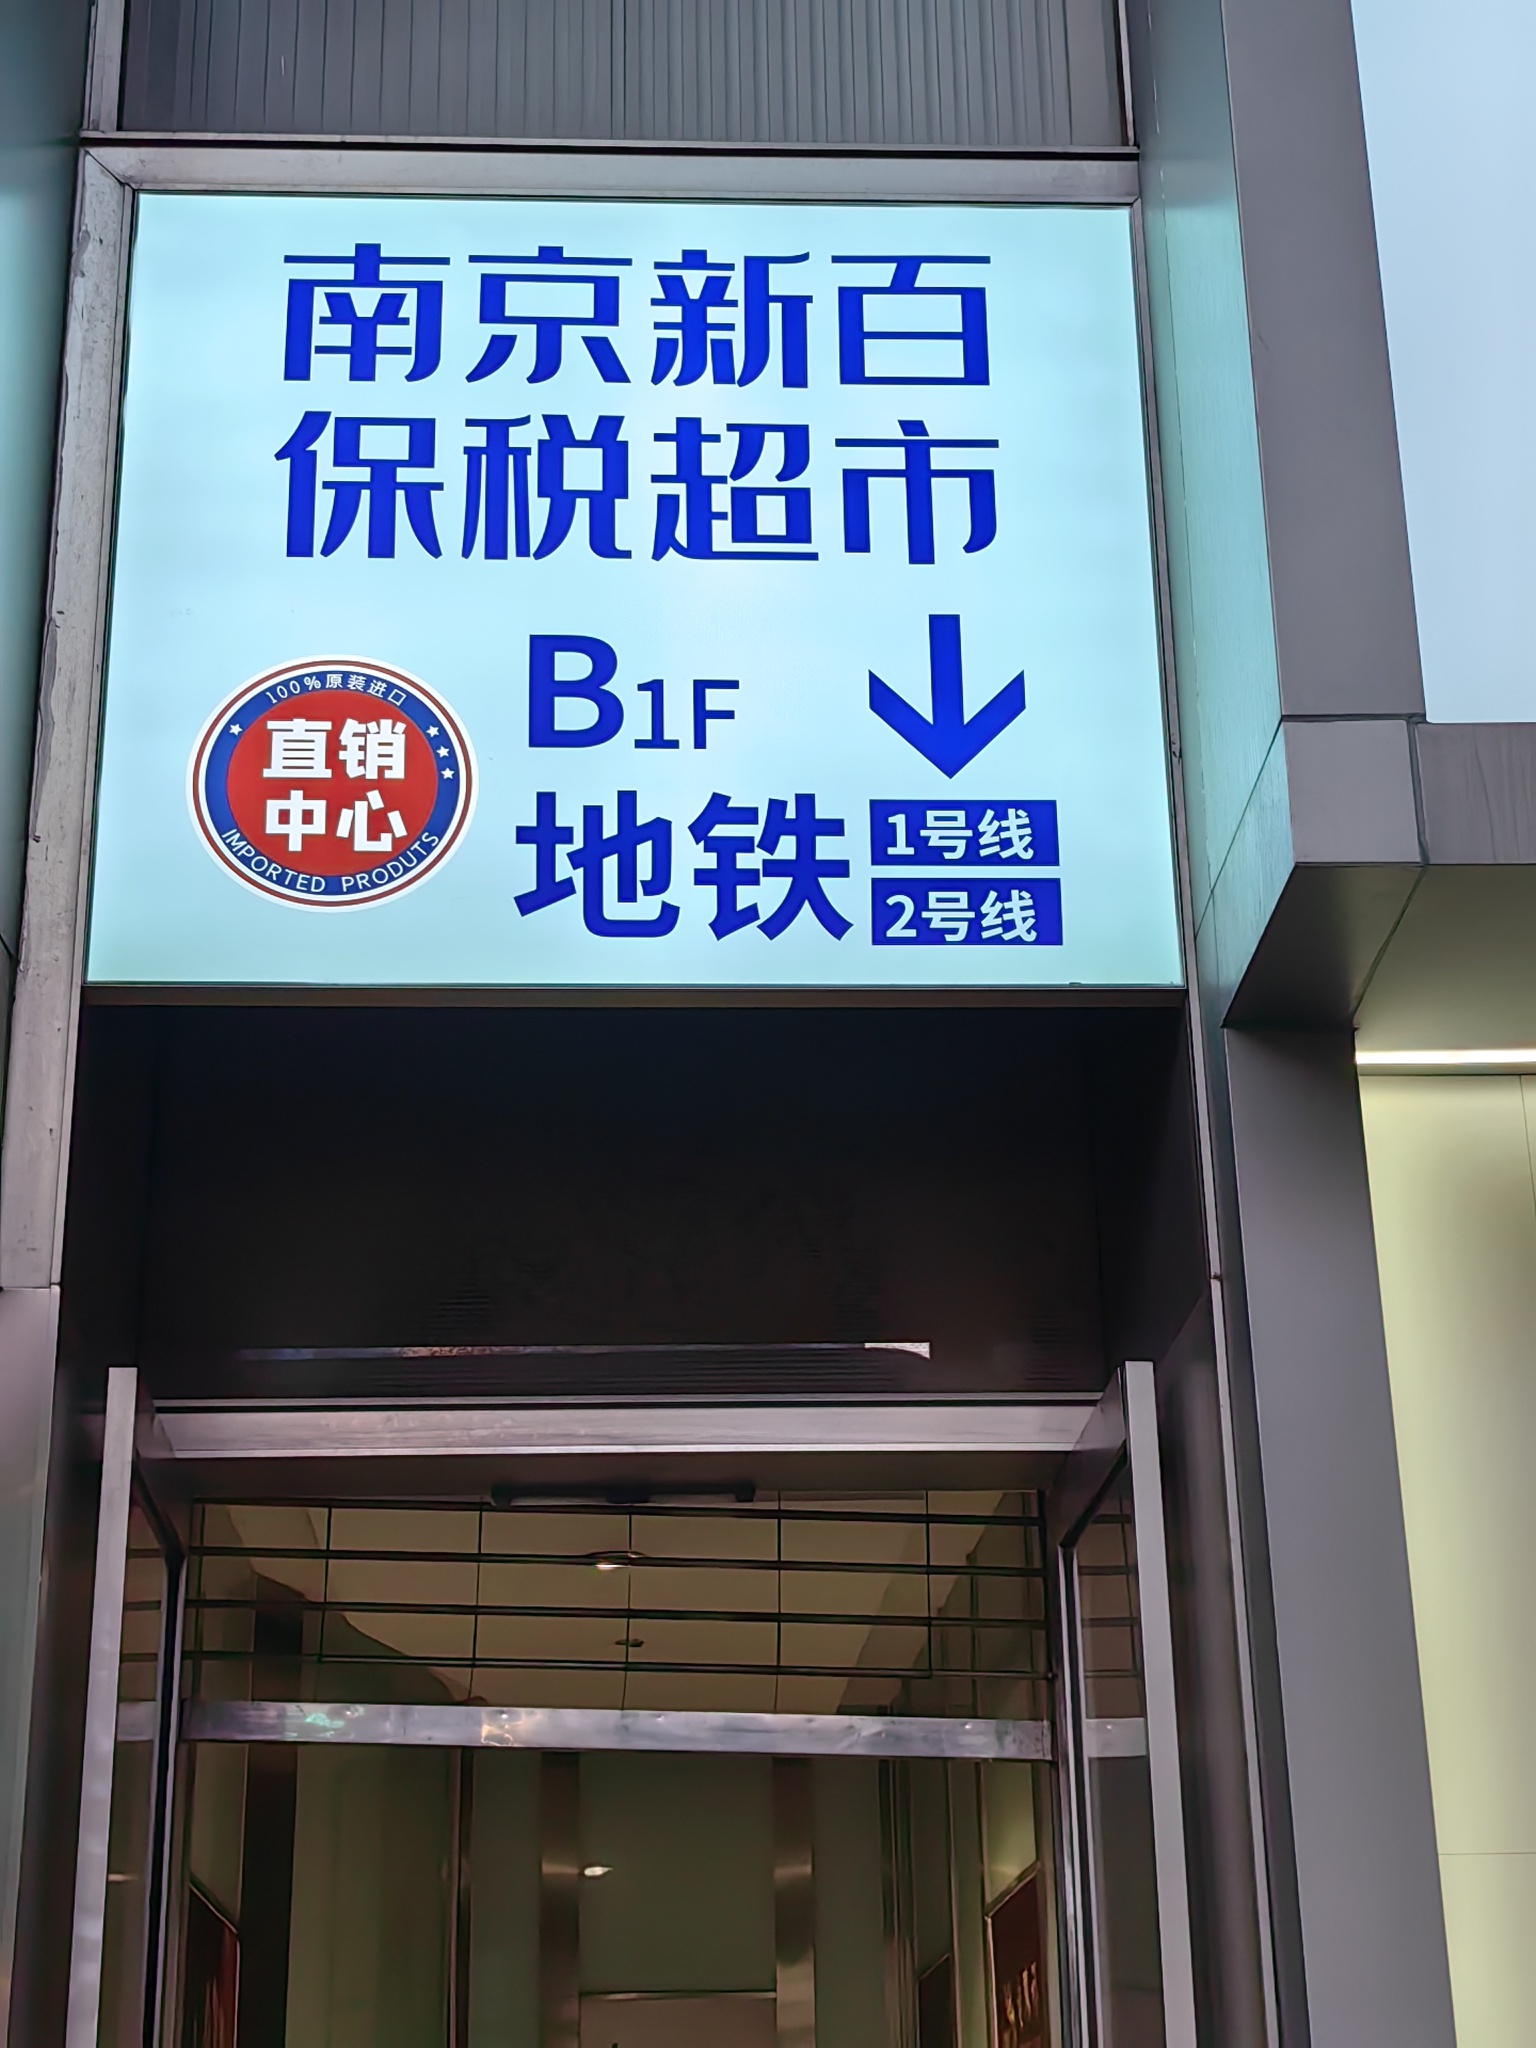 南京新百
保税超市
100%原装进口
直销
中心
IMPORTED PRODUTS
B1F
地铁
1号线
2号线